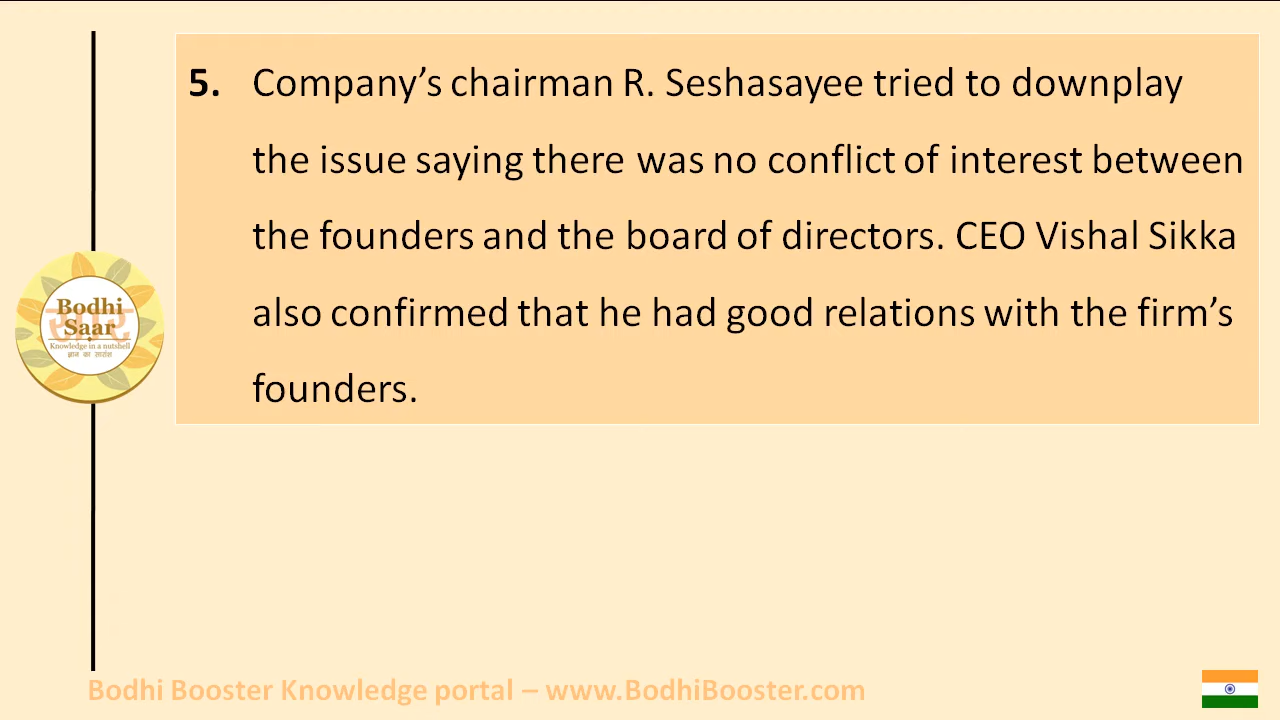 5. Company’s chairman R. Seshasayee tried to downplay
the issue saying there was no conflict of interest between
the founders and the board of directors. CEO Vishal Sikka
also confirmed that he had good relations with the firm’s
founders.
Bodhi
Saar
Knowledge in a nutshell
ज्ञान का सारांश
Bodhi Booster Knowledge portal – www.BodhiBooster.com